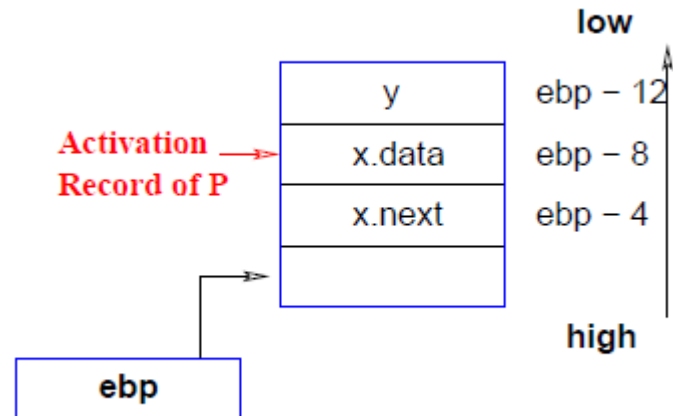 low
y ebp − 12
Activation
x.data ebp − 8
Record of P
x.next ebp − 4
high
ebp